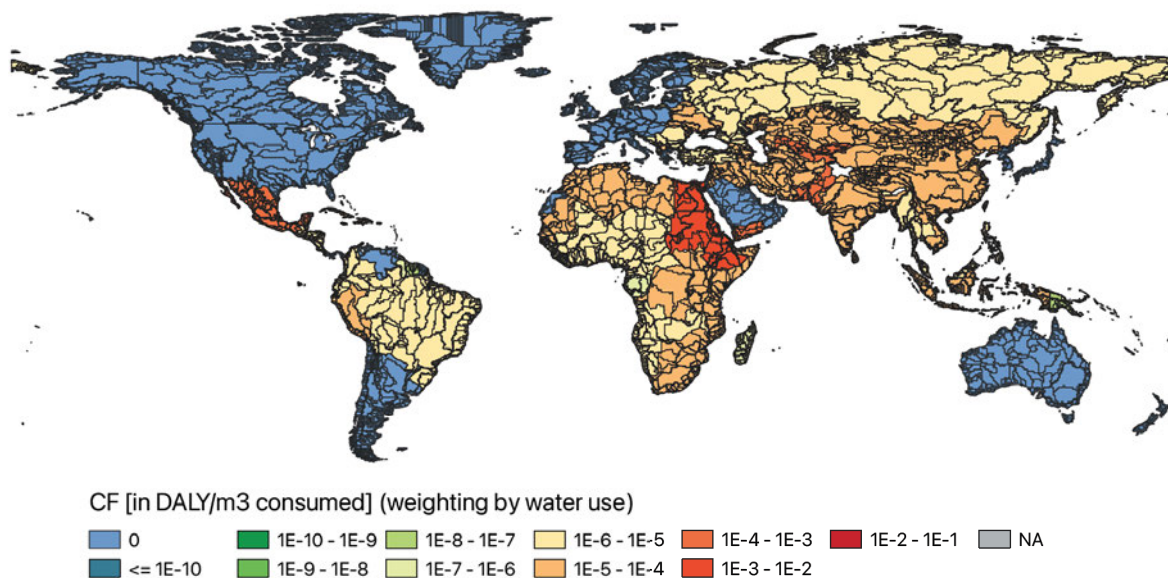 CF [in DALY/m3 consumed] (weighting by water use)
0 1E-10 - 1E-9 1E-8 - 1E-7 1E-6 - 1E-5 1E-4 - 1E-3 1E-2 - 1E-1 NA
<= 1E-10 1E-9 - 1E-8 1E-7 - 1E-6 1E-5 - 1E-4 1E-3 - 1E-2